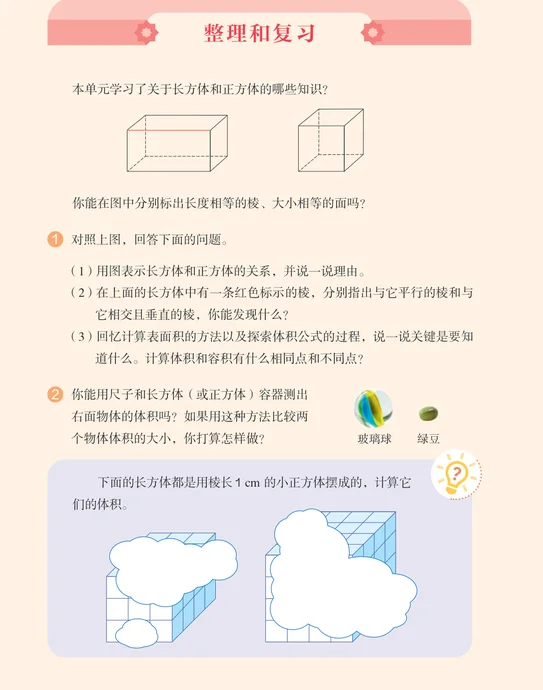 整理和复习
本单元学习了关于长方体和正方体的哪些知识？
你能在图中分别标出长度相等的棱、大小相等的面吗？
1 对照上图，回答下面的问题。
（1）用图表示长方体和正方体的关系，并说一说理由。
（2）在上面的长方体中有一条红色标示的棱，分别指出与它平行的棱和与
它相交且垂直的棱，你能发现什么？
（3）回忆计算表面积的方法以及探索体积公式的过程，说一说关键是要知
道什么。计算体积和容积有什么相同点和不同点？
2 你能用尺子和长方体（或正方体）容器测出
右面物体的体积吗？如果用这种方法比较两
个物体体积的大小，你打算怎样做？
玻璃球 绿豆
?
下面的长方体都是用棱长1 cm 的小正方体摆成的，计算它
们的体积。